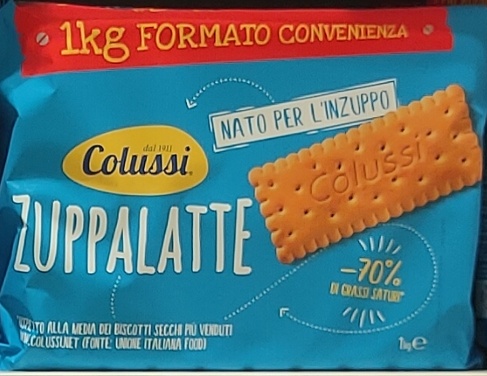 1kg FORMATO CONVENIENZA
NATO PER L'INZUPPO
dal 1911
Colussi
Colussi
ZUPPALATTE
-70%
DI GRASSI SATURI*
ALLA MEDIA DEI BISCOTTI SECCHI PIÙ VENDUTI
(FONTE: UNIONE ITALIANA FOOD)
1kg e